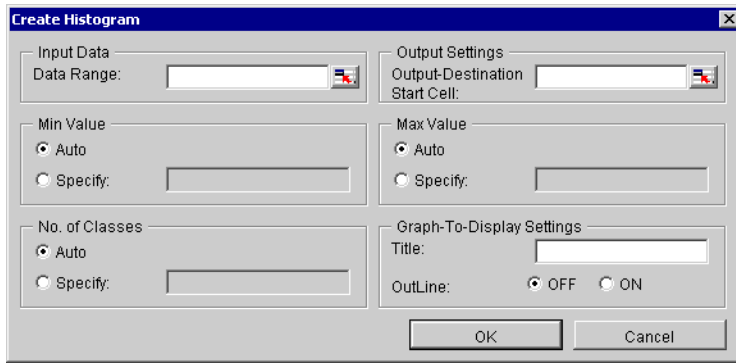 Create Histogram
Input Data
Data Range:
Output Settings
Output-Destination
Start Cell:
Min Value
Auto
Specify:
Max Value
Auto
Specify:
No. of Classes
Auto
Specify:
Graph-To-Display Settings
Title:
OutLine:
OFF
ON
OK
Cancel